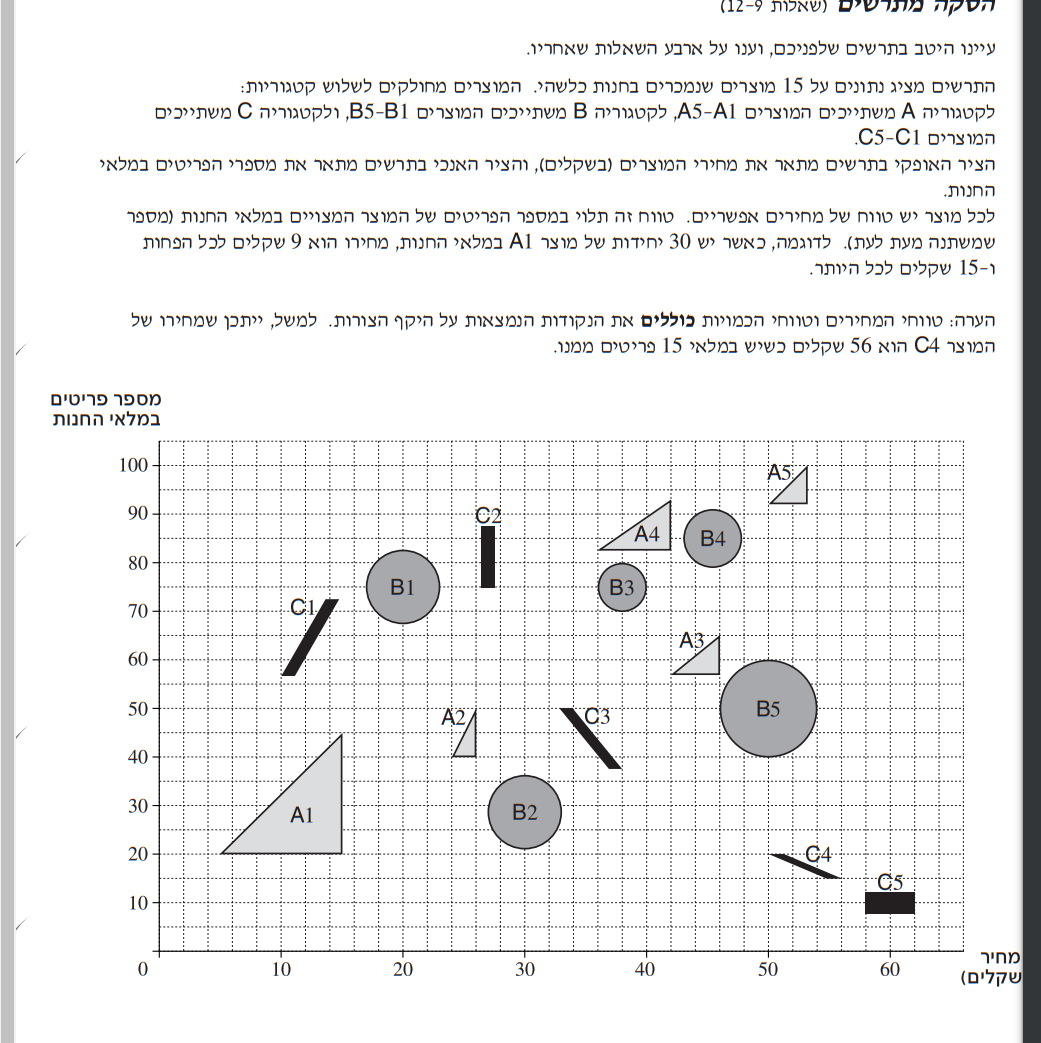 הסקה מתרשים (שאלות 9–12)
עיינו היטב בתרשים שלפניכם, וענו על ארבע השאלות שאחריו.
התרשים מציג נתונים על 15 מוצרים שנמכרים בחנות כלשהי. המוצרים מחולקים לשלוש קטגוריות:
לקטגוריה A משתייכים המוצרים A5–A1, לקטגוריה B משתייכים המוצרים B5–B1, ולקטגוריה C משתייכים
המוצרים C5–C1.
הציר האופקי בתרשים מתאר את מחירי המוצרים (בשקלים), והציר האנכי בתרשים מתאר את מספרי הפריטים במלאי
החנות.
לכל מוצר יש טווח של מחירים אפשריים. טווח זה תלוי במספר הפריטים של המוצר המצויים במלאי החנות (מספר
שמשתנה מעת לעת). לדוגמה, כאשר יש 30 יחידות של מוצר A1 במלאי החנות, מחירו הוא 9 שקלים לכל הפחות
ו-15 שקלים לכל היותר.
הערה: טווחי המחירים וטווחי הכמויות כוללים את הנקודות הנמצאות על היקף הצורות. למשל, ייתכן שמחירו של
המוצר C4 הוא 56 שקלים כשיש במלאי 15 פריטים ממנו.
מספר פריטים
במלאי החנות
100
A5
90
C2
A4
B4
80
B1
B3
70
C1
A3
60
50
A2
C3
B5
40
30
A1
B2
20
C4
C5
10
0
10
20
30
40
50
60
מחיר
שקלים)